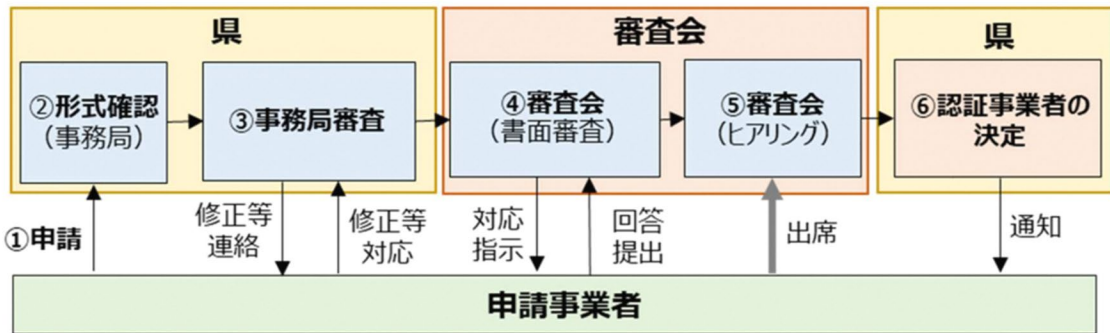 県
審査会
県
②形式確認
（事務局）
③事務局審査
④審査会
（書面審査）
⑤審査会
（ヒアリング）
⑥認証事業者の
決定
①申請
修正等
連絡
修正等
対応
対応
指示
回答
提出
出席
通知
申請事業者